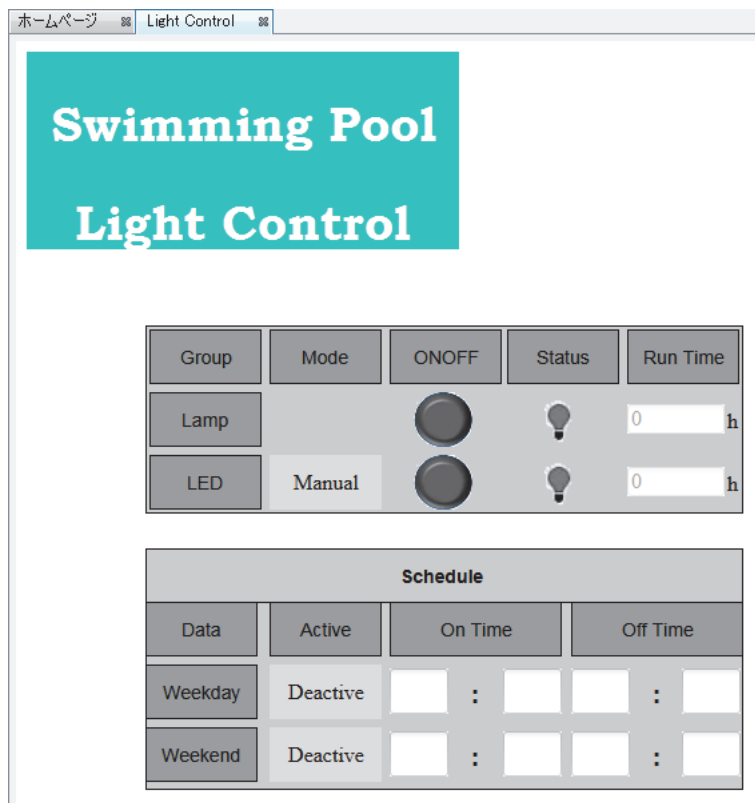 ホームページ Light Control
Swimming Pool
Light Control
Group Mode ONOFF Status Run Time
Lamp 0 h
LED Manual 0 h
Schedule
Data Active On Time Off Time
Weekday Deactive : :
Weekend Deactive : :